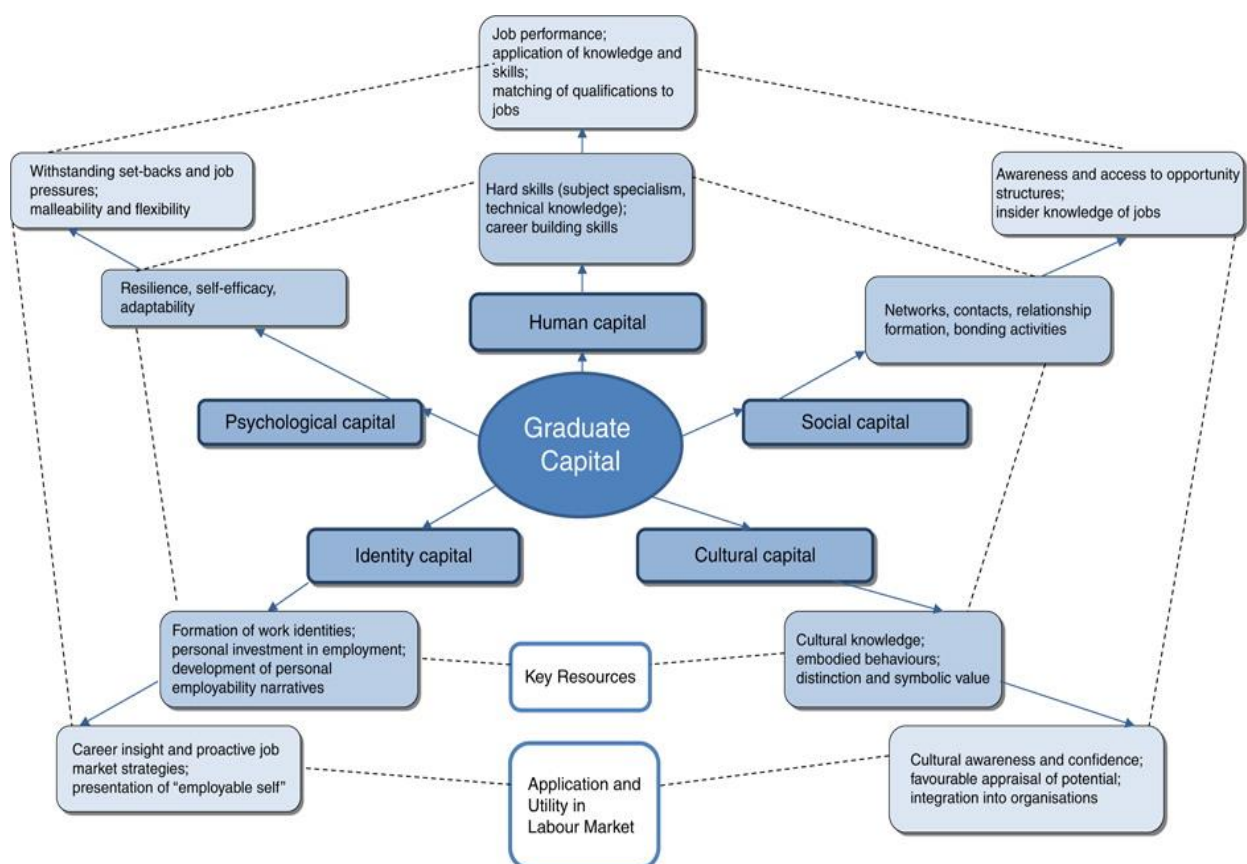 Job performance;
application of knowledge and
skills;
matching of qualifications to
jobs
Withstanding set-backs and job
pressures;
malleability and flexibility
Hard skills (subject specialism,
technical knowledge);
career building skills
Awareness and access to opportunity
structures;
insider knowledge of jobs
Resilience, self-efficacy,
adaptability
Human capital
Networks, contacts, relationship
formation, bonding activities
Psychological capital
Graduate
Capital
Social capital
Identity capital
Cultural capital
Formation of work identities;
personal investment in employment;
development of personal
employability narratives
Key Resources
Cultural knowledge;
embodied behaviours;
distinction and symbolic value
Career insight and proactive job
market strategies;
presentation of “employable self”
Application and
Utility in
Labour Market
Cultural awareness and confidence;
favourable appraisal of potential;
integration into organisations